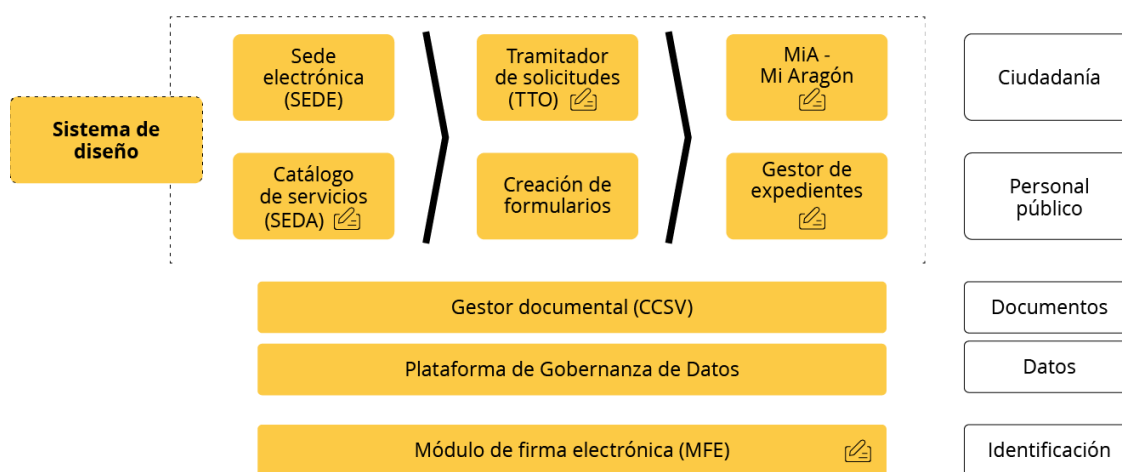 Sistema de
diseño
Sede
electrónica
(SEDE)
Tramitador
de solicitudes
(TTO)
MiA -
Mi Aragón
Ciudadanía
Catálogo
de servicios
(SEDA)
Creación de
formularios
Gestor de
expedientes
Personal
público
Gestor documental (CCSV)
Documentos
Plataforma de Gobernanza de Datos
Datos
Módulo de firma electrónica (MFE)
Identificación